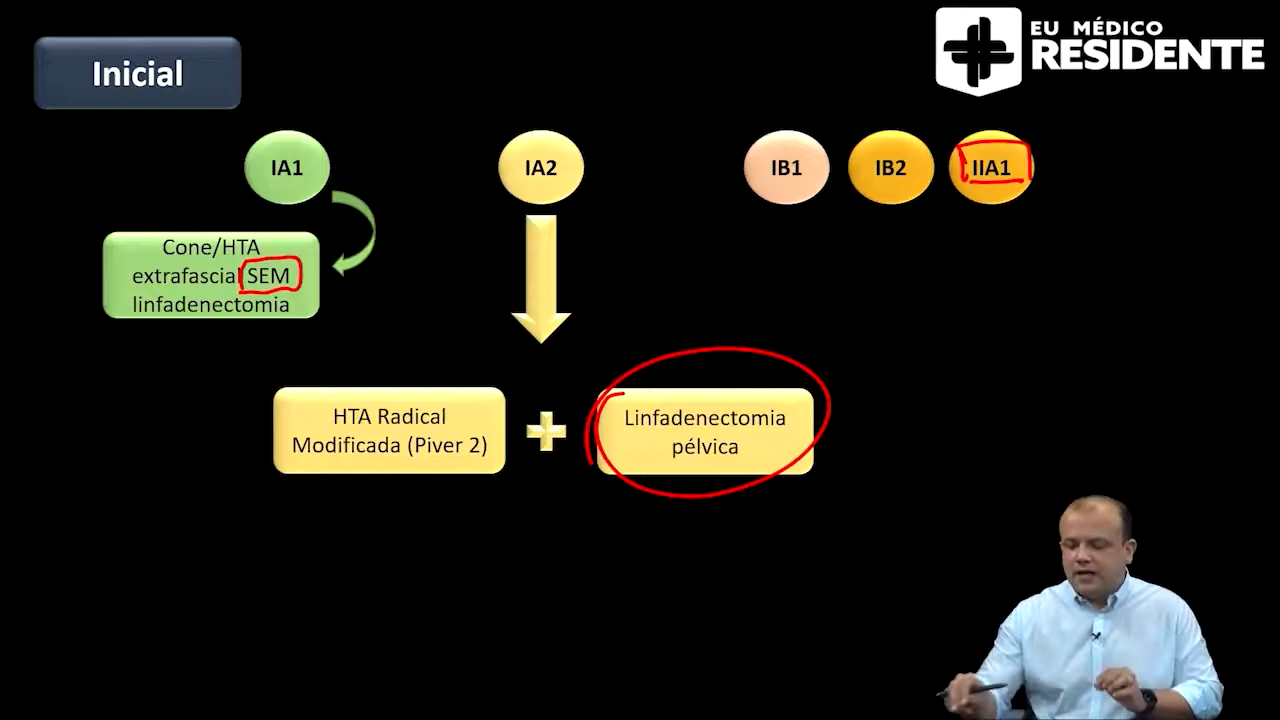 Inicial
EU MÉDICO
RESIDENTE
IA1
IA2
IB1
IB2
IIA1
Cone/HTA
extrafascial SEM
linfadenectomia
HTA Radical
Modificada (Piver 2)
Linfadenectomia
pélvica